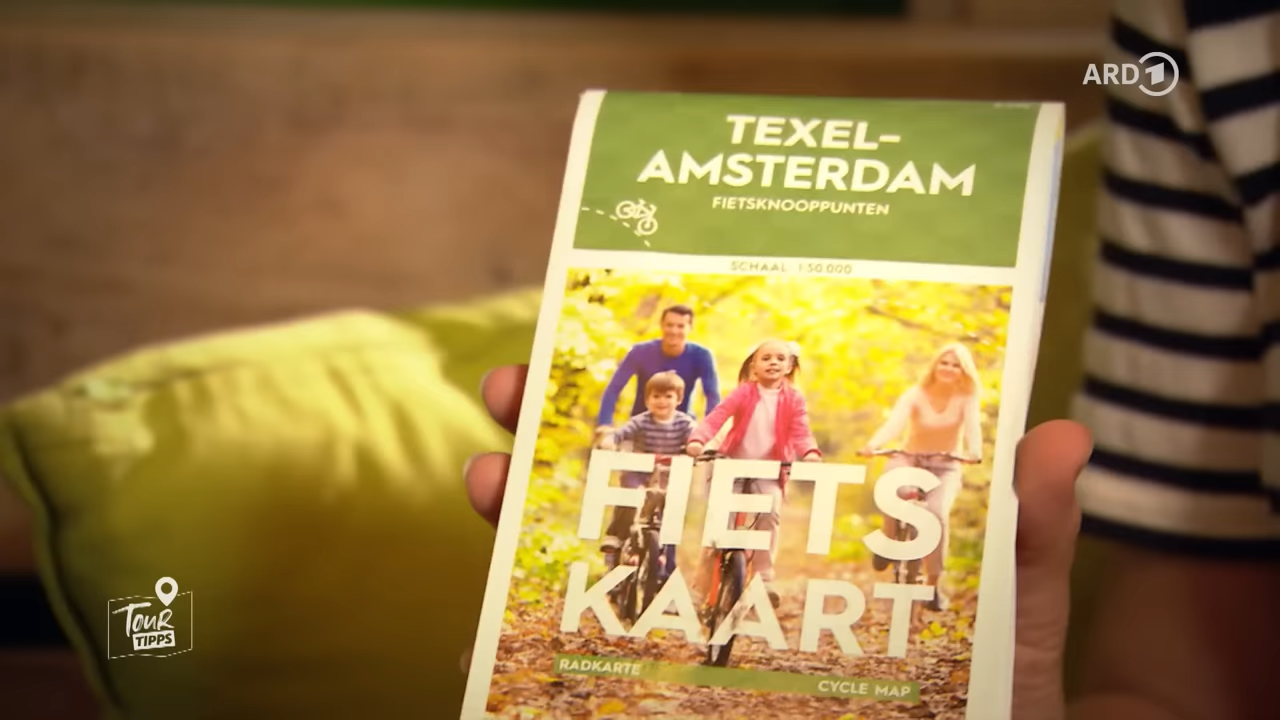 ARD 1
TEXEL-
AMSTERDAM
FIETSKNOOPPUNTEN
SCHAAL 1:50 000
FIETS
KAART
RADKARTE
CYCLE MAP
TOUR
TIPPS